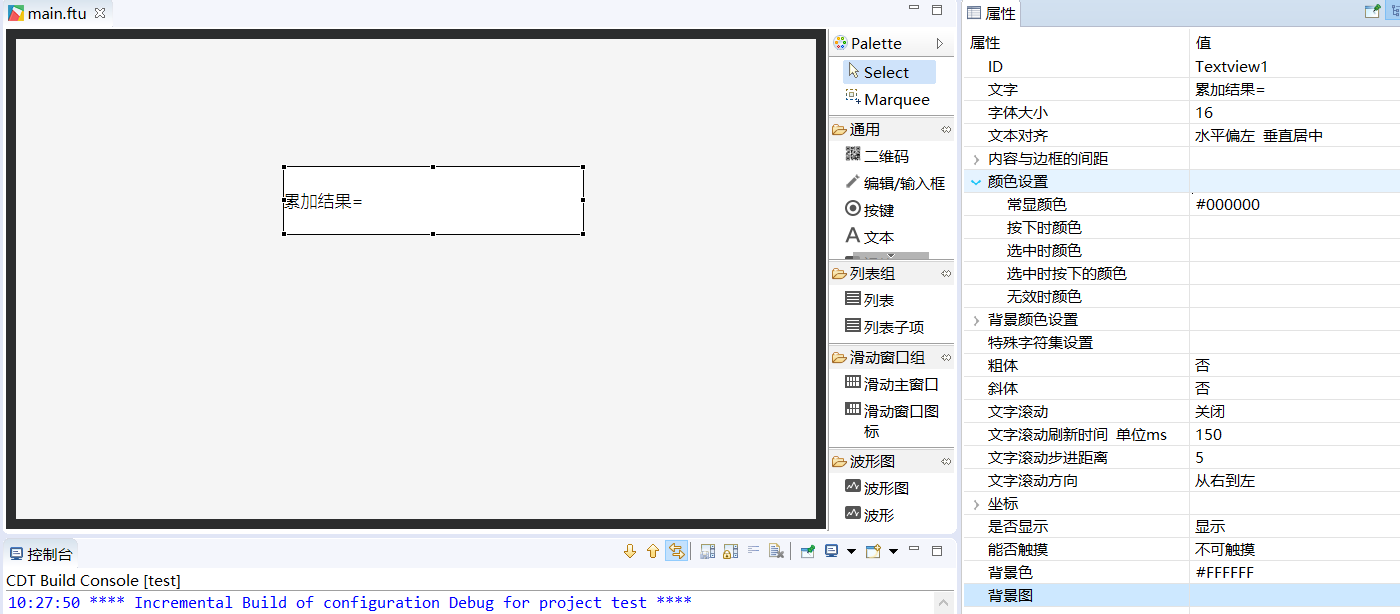 main.ftu
累加结果=
Palette
Select
Marquee
通用
二维码
编辑/输入框
按键
文本
列表组
列表
列表子项
滑动窗口组
滑动主窗口
滑动窗口图
标
波形图
波形图
波形
控制台
CDT Build Console [test]
10:27:50 **** Incremental Build of configuration Debug for project test ****
属性
属性 值
ID Textview1
文字 累加结果=
字体大小 16
文本对齐 水平偏左 垂直居中
内容与边框的间距
颜色设置
常显颜色 #000000
按下时颜色
选中时颜色
选中时按下的颜色
无效时颜色
背景颜色设置
特殊字符集设置
粗体 否
斜体 否
文字滚动 关闭
文字滚动刷新时间 单位ms 150
文字滚动步进距离 5
文字滚动方向 从右到左
坐标
是否显示 显示
能否触摸 不可触摸
背景色 #FFFFFF
背景图